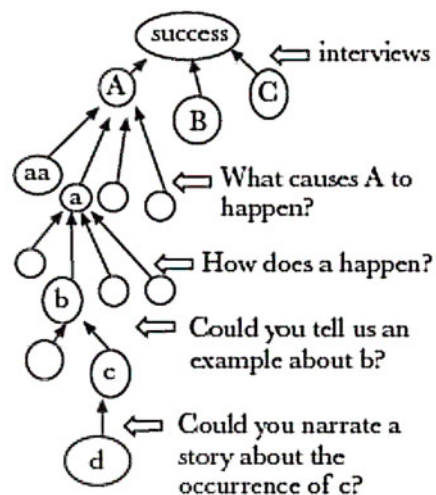 success
interviews
A
C
B
aa
What causes A to
happen?
a
How does a happen?
b
Could you tell us an
example about b?
c
Could you narrate a
story about the
occurrence of c?
d